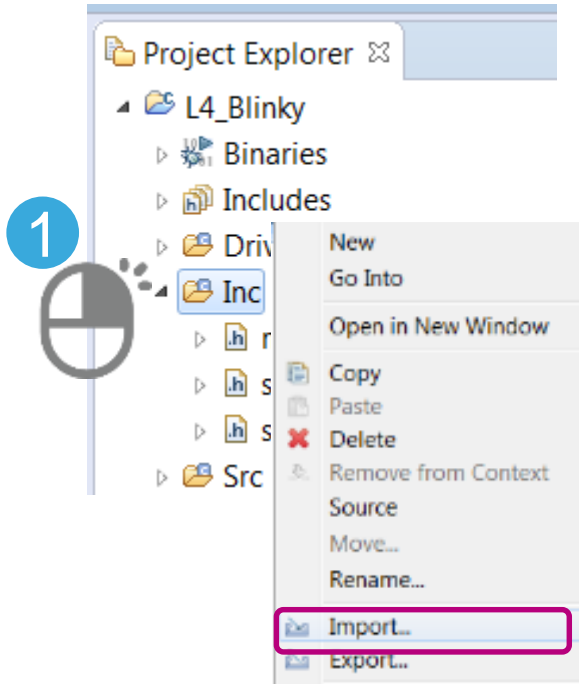 Project Explorer
L4_Blinky
Binaries
Includes
1
Driv
New
Go Into
Inc
Open in New Window
.h r
Copy
.h s
Paste
.h s
Delete
Src
Remove from Context
Source
Move...
Rename...
Import...
Export...